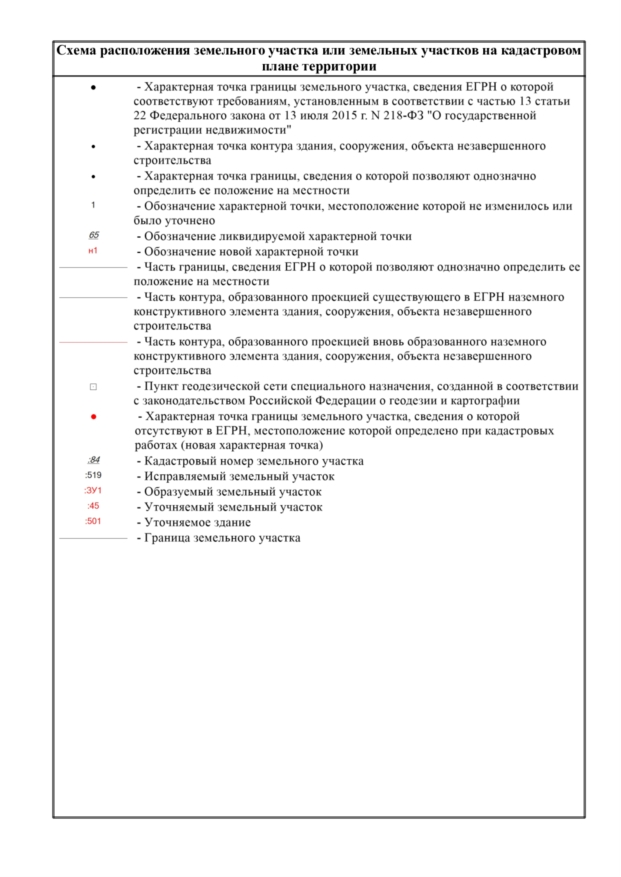 Схема расположения земельного участка или земельных участков на кадастровом
плане территории
- Характерная точка границы земельного участка, сведения ЕГРН о которой
соответствуют требованиям, установленным в соответствии с частью 13 статьи
22 Федерального закона от 13 июля 2015 г. N 218-ФЗ "О государственной
регистрации недвижимости"
- Характерная точка контура здания, сооружения, объекта незавершенного
строительства
- Характерная точка границы, сведения о которой позволяют однозначно
определить ее положение на местности
1 - Обозначение характерной точки, местоположение которой не изменилось или
было уточнено
65 - Обозначение ликвидируемой характерной точки
н1 - Обозначение новой характерной точки
- Часть границы, сведения ЕГРН о которой позволяют однозначно определить ее
положение на местности
- Часть контура, образованного проекцией существующего в ЕГРН наземного
конструктивного элемента здания, сооружения, объекта незавершенного
строительства
- Часть контура, образованного проекцией вновь образованного наземного
конструктивного элемента здания, сооружения, объекта незавершенного
строительства
- Пункт геодезической сети специального назначения, созданной в соответствии
с законодательством Российской Федерации о геодезии и картографии
- Характерная точка границы земельного участка, сведения о которой
отсутствуют в ЕГРН, местоположение которой определено при кадастровых
работах (новая характерная точка)
:84 - Кадастровый номер земельного участка
:519 - Исправляемый земельный участок
:ЗУ1 - Образуемый земельный участок
:45 - Уточняемый земельный участок
:501 - Уточняемое здание
- Граница земельного участка